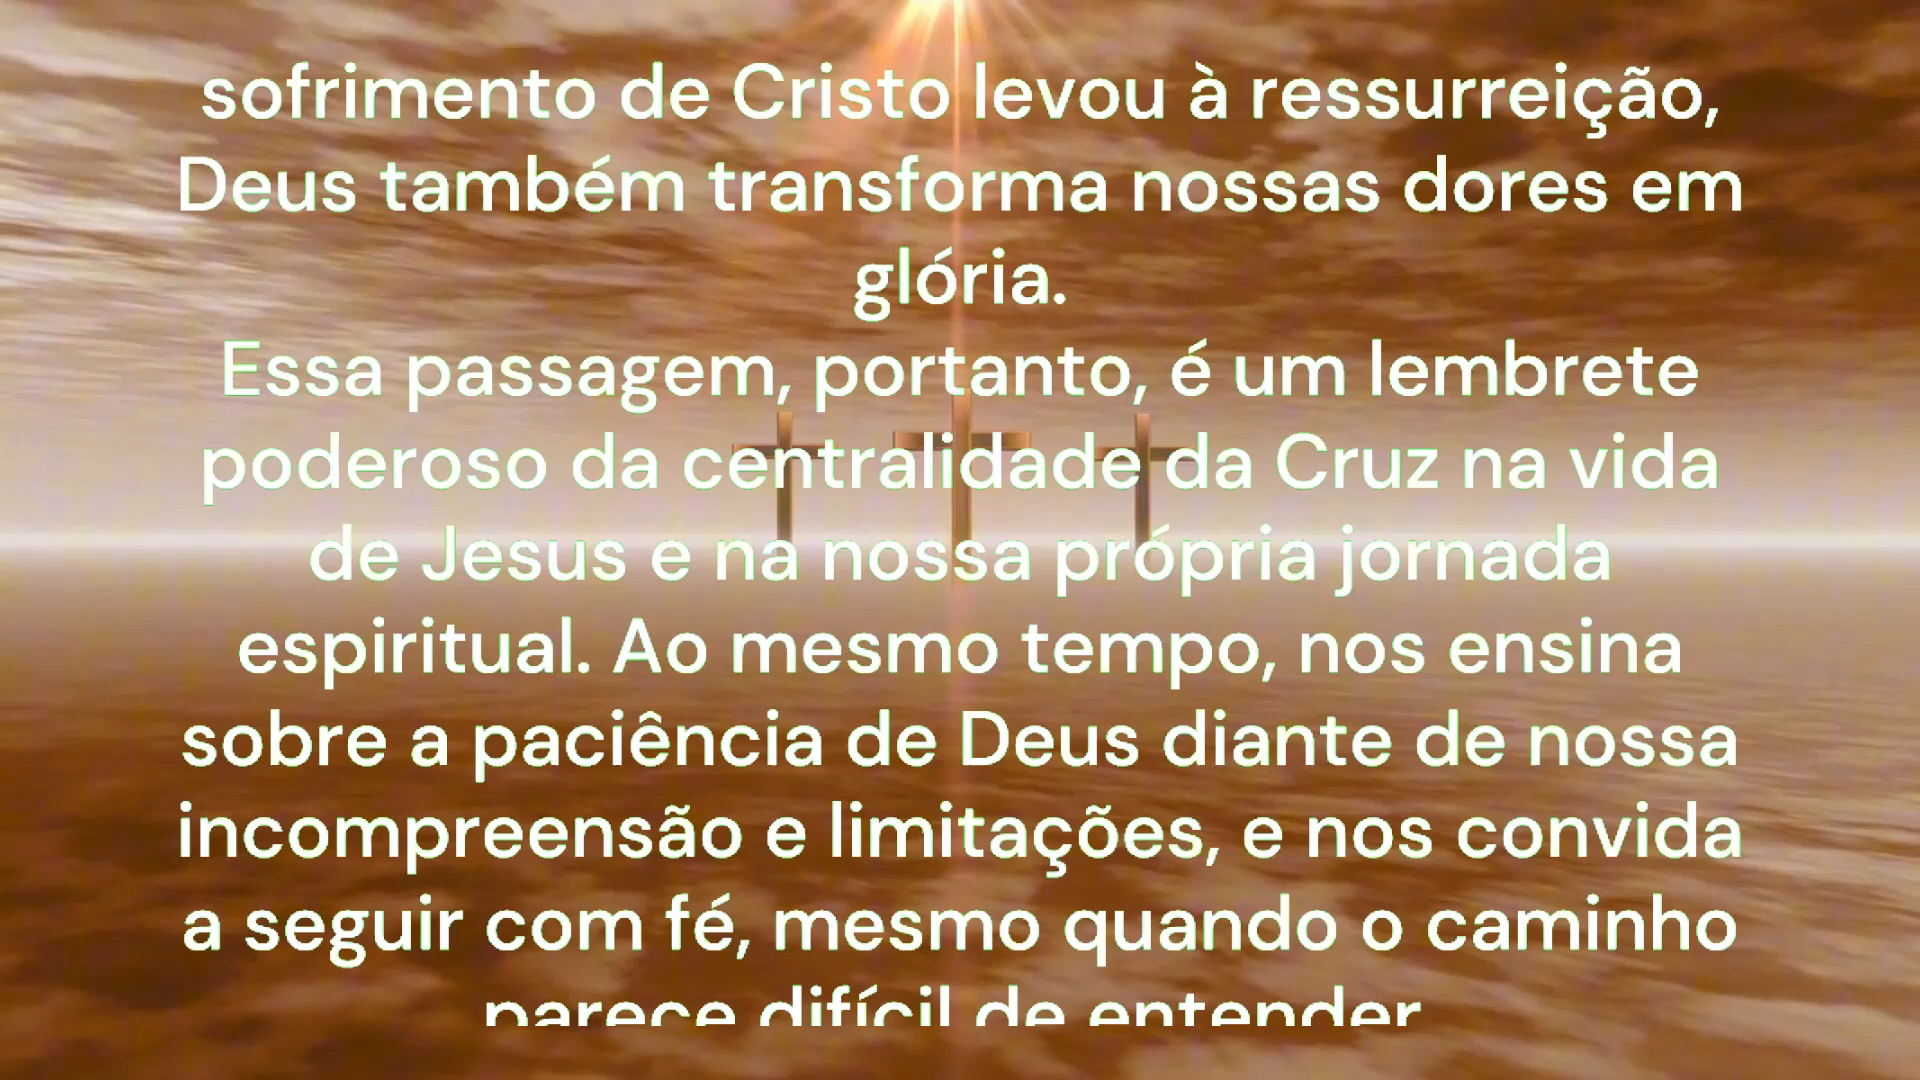 sofrimento de Cristo levou à ressurreição,
Deus também transforma nossas dores em
glória.
Essa passagem, portanto, é um lembrete
poderoso da centralidade da Cruz na vida
de Jesus e na nossa própria jornada
espiritual. Ao mesmo tempo, nos ensina
sobre a paciência de Deus diante de nossa
incompreensão e limitações, e nos convida
a seguir com fé, mesmo quando o caminho
parece difícil de entender